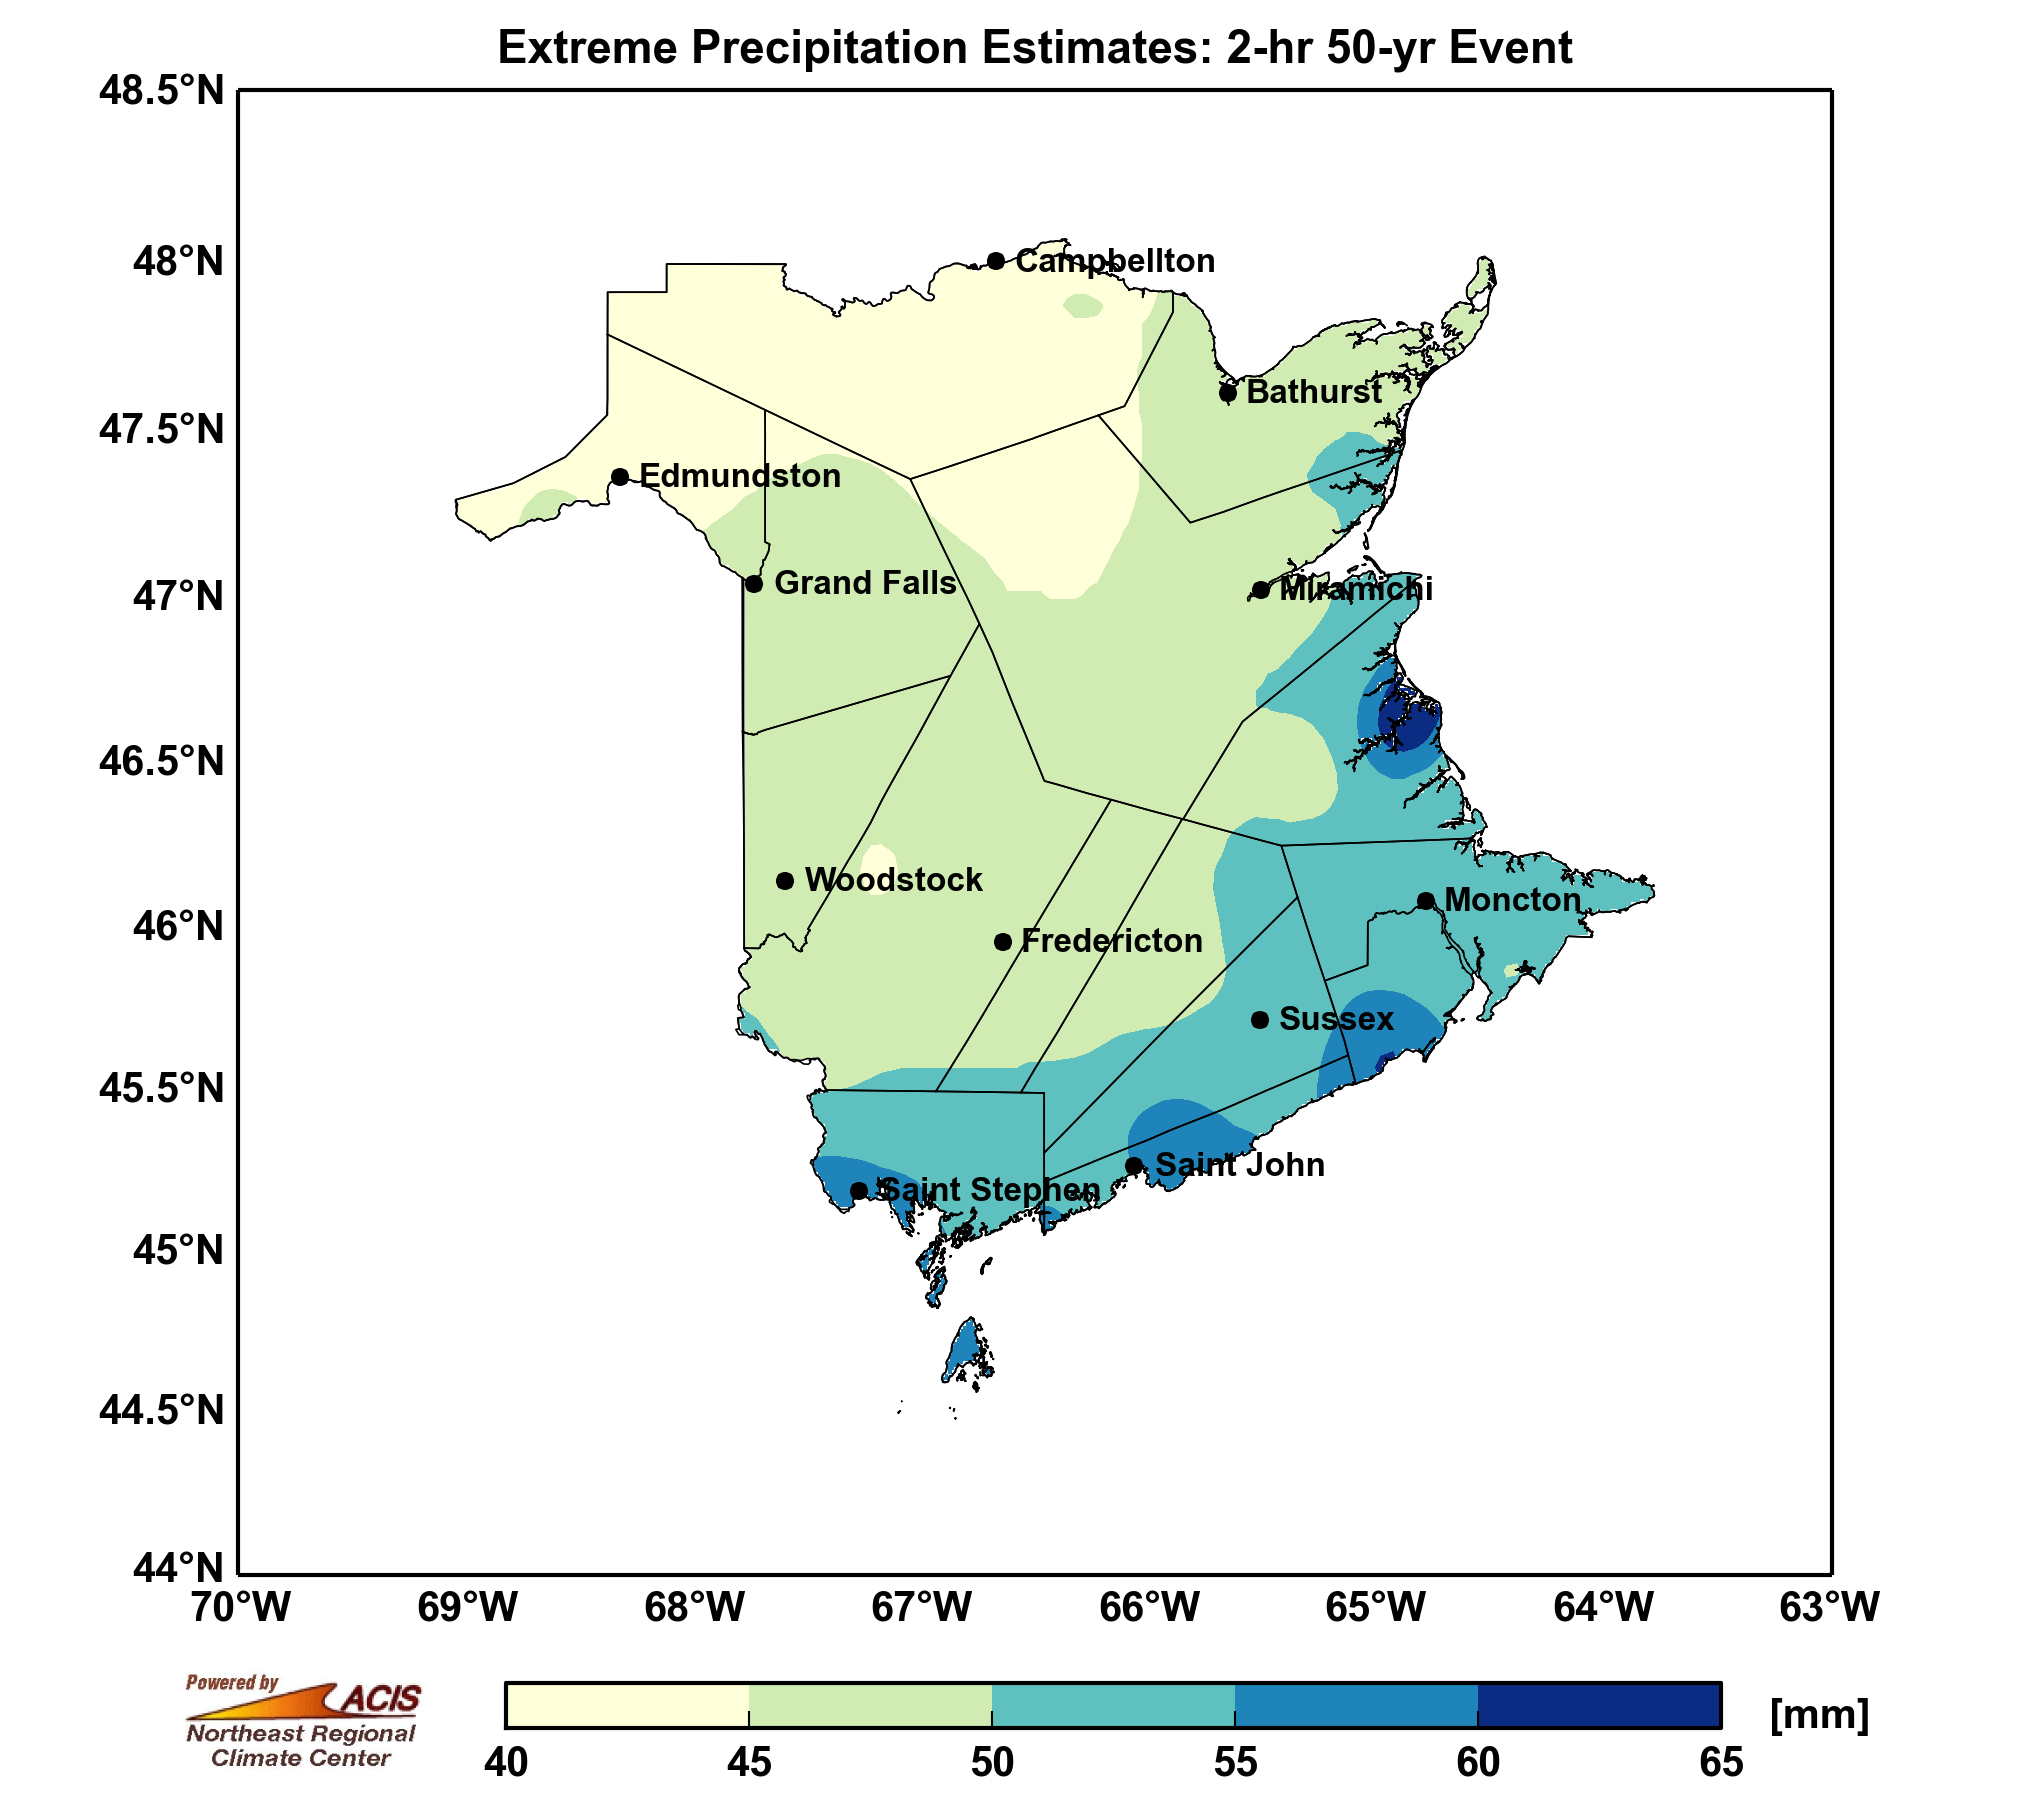 Extreme Precipitation Estimates: 2-hr 50-yr Event
48.5°N
48°N
47.5°N
47°N
46.5°N
46°N
45.5°N
45°N
44.5°N
44°N
Campbellton
Bathurst
Edmundston
Grand Falls
Miramichi
Woodstock
Moncton
Fredericton
Sussex
Saint John
Saint Stephen
70°W 69°W 68°W 67°W 66°W 65°W 64°W 63°W
Powered by
ACIS
Northeast Regional
Climate Center
[mm]
40 45 50 55 60 65